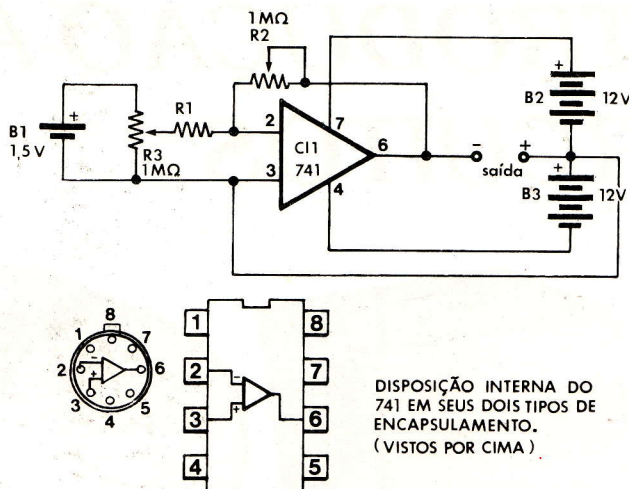 1MΩ
R2
+
B1
1,5V
R1
R3
1MΩ
2
3
7
6
4
CI1
741
-
+
saída
+
B2
12V
+
B3
12V
8
1
7
2
6
3
5
4
-
+
1
8
2
7
3
6
4
5
-
+
DISPOSIÇÃO INTERNA DO
741 EM SEUS DOIS TIPOS DE
ENCAPSULAMENTO.
(VISTOS POR CIMA)